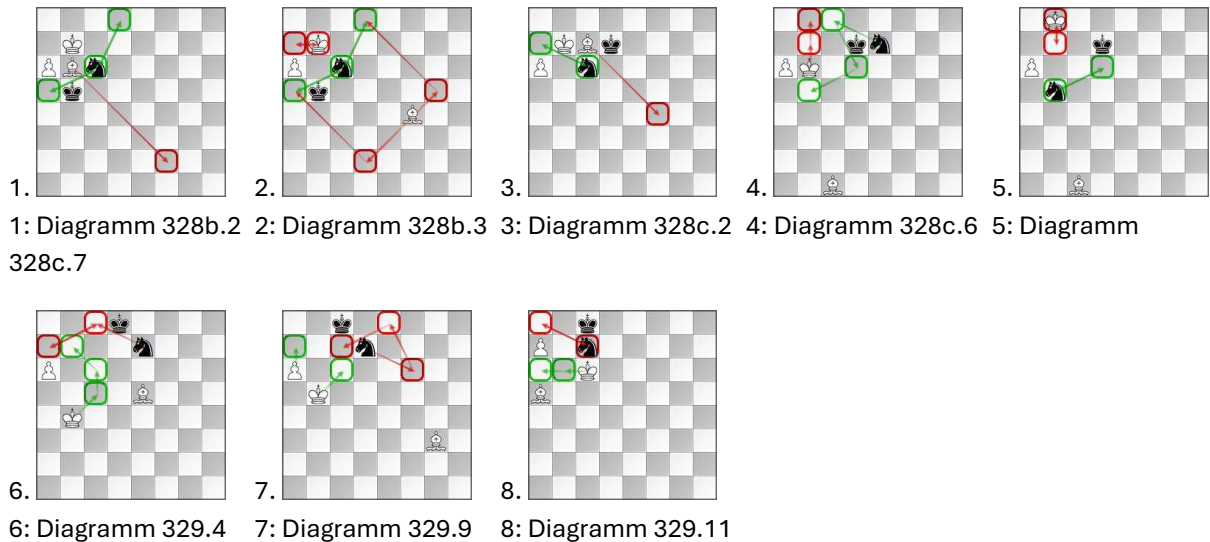 1. 2. 3. 4. 5.
1: Diagramm 328b.2 2: Diagramm 328b.3 3: Diagramm 328c.2 4: Diagramm 328c.6 5: Diagramm
328c.7
6. 7. 8.
6: Diagramm 329.4 7: Diagramm 329.9 8: Diagramm 329.11